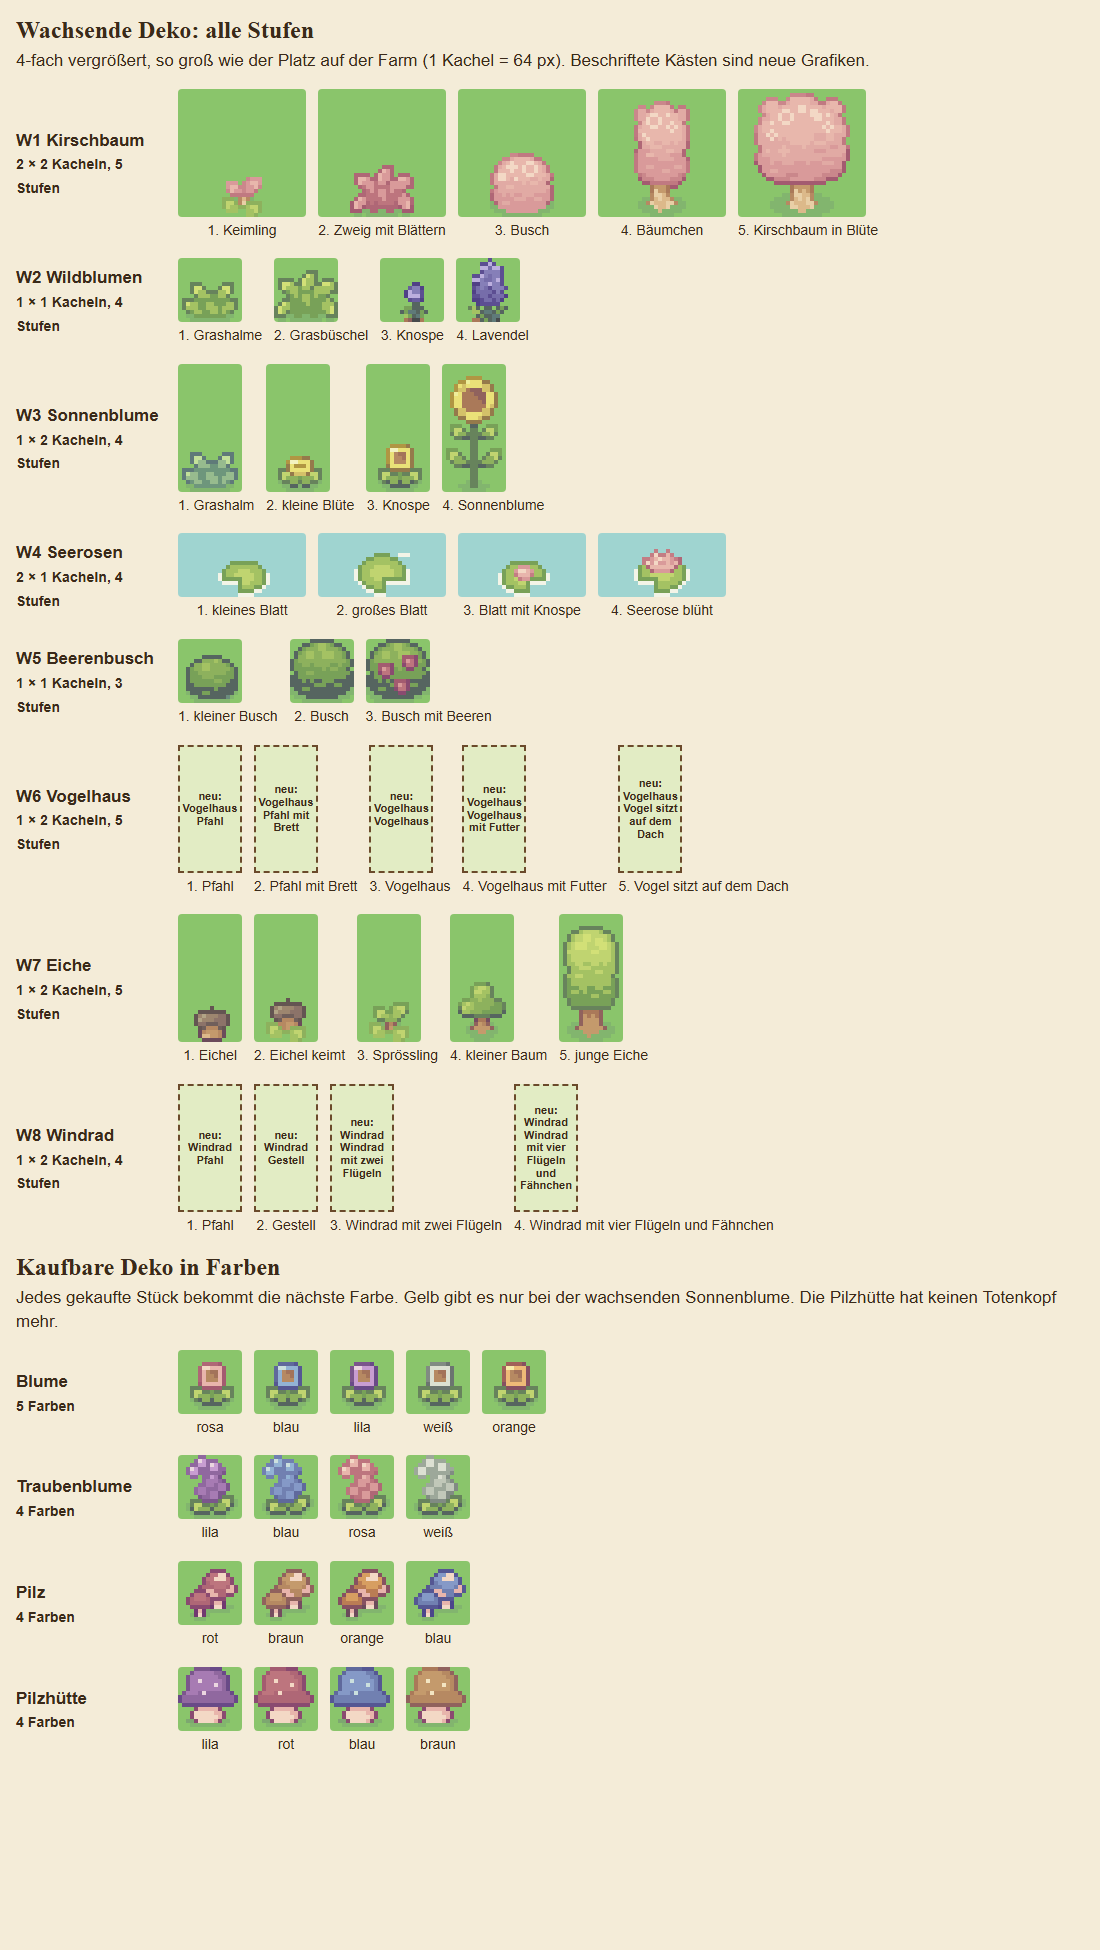 Wachsende Deko: alle Stufen
4-fach vergrößert, so groß wie der Platz auf der Farm (1 Kachel = 64 px). Beschriftete Kästen sind neue Grafiken.
W1 Kirschbaum
2 × 2 Kacheln, 5
Stufen
1. Keimling
2. Zweig mit Blättern
3. Busch
4. Bäumchen
5. Kirschbaum in Blüte
W2 Wildblumen
1 × 1 Kacheln, 4
Stufen
1. Grashalme
2. Grasbüschel
3. Knospe
4. Lavendel
W3 Sonnenblume
1 × 2 Kacheln, 4
Stufen
1. Grashalm
2. kleine Blüte
3. Knospe
4. Sonnenblume
W4 Seerosen
2 × 1 Kacheln, 4
Stufen
1. kleines Blatt
2. großes Blatt
3. Blatt mit Knospe
4. Seerose blüht
W5 Beerenbusch
1 × 1 Kacheln, 3
Stufen
1. kleiner Busch
2. Busch
3. Busch mit Beeren
W6 Vogelhaus
1 × 2 Kacheln, 5
Stufen
neu:
Vogelhaus
Pfahl
1. Pfahl
neu:
Vogelhaus
Pfahl mit
Brett
2. Pfahl mit Brett
neu:
Vogelhaus
Vogelhaus
3. Vogelhaus
neu:
Vogelhaus
Vogelhaus
mit Futter
4. Vogelhaus mit Futter
neu:
Vogelhaus
Vogel sitzt
auf dem
Dach
5. Vogel sitzt auf dem Dach
W7 Eiche
1 × 2 Kacheln, 5
Stufen
1. Eichel
2. Eichel keimt
3. Sprössling
4. kleiner Baum
5. junge Eiche
W8 Windrad
1 × 2 Kacheln, 4
Stufen
neu:
Windrad
Pfahl
1. Pfahl
neu:
Windrad
Gestell
2. Gestell
neu:
Windrad
Windrad
mit zwei
Flügeln
3. Windrad mit zwei Flügeln
neu:
Windrad
Windrad
mit vier
Flügeln
und
Fähnchen
4. Windrad mit vier Flügeln und Fähnchen
Kaufbare Deko in Farben
Jedes gekaufte Stück bekommt die nächste Farbe. Gelb gibt es nur bei der wachsenden Sonnenblume. Die Pilzhütte hat keinen Totenkopf
mehr.
Blume
5 Farben
rosa
blau
lila
weiß
orange
Traubenblume
4 Farben
lila
blau
rosa
weiß
Pilz
4 Farben
rot
braun
orange
blau
Pilzhütte
4 Farben
lila
rot
blau
braun